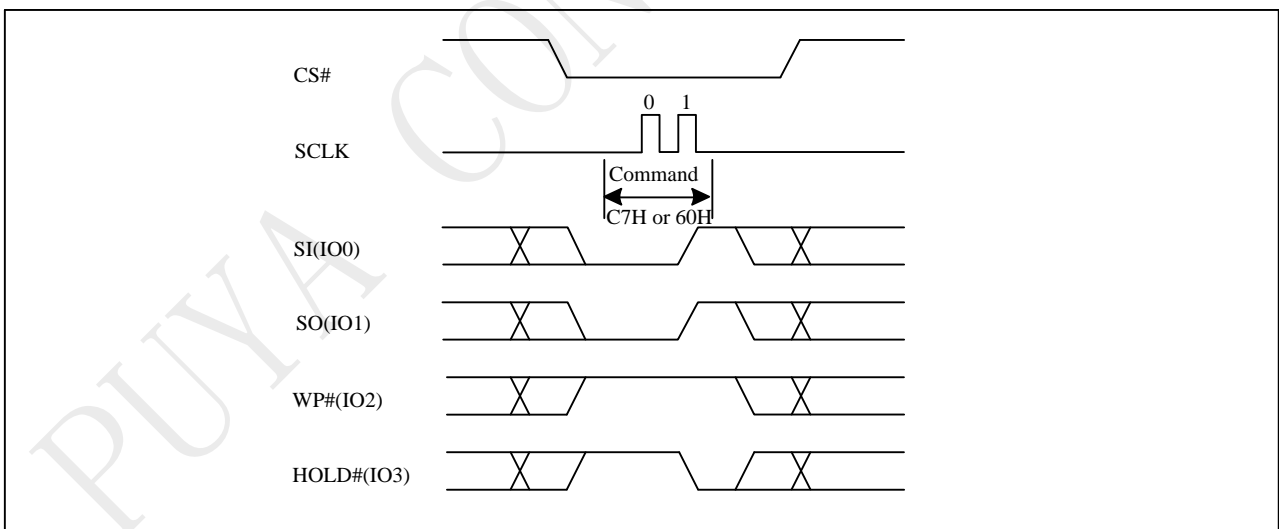 PUYA CON
CS#
0 1
SCLK
Command
C7H or 60H
SI(IO0)
SO(IO1)
WP#(IO2)
HOLD#(IO3)